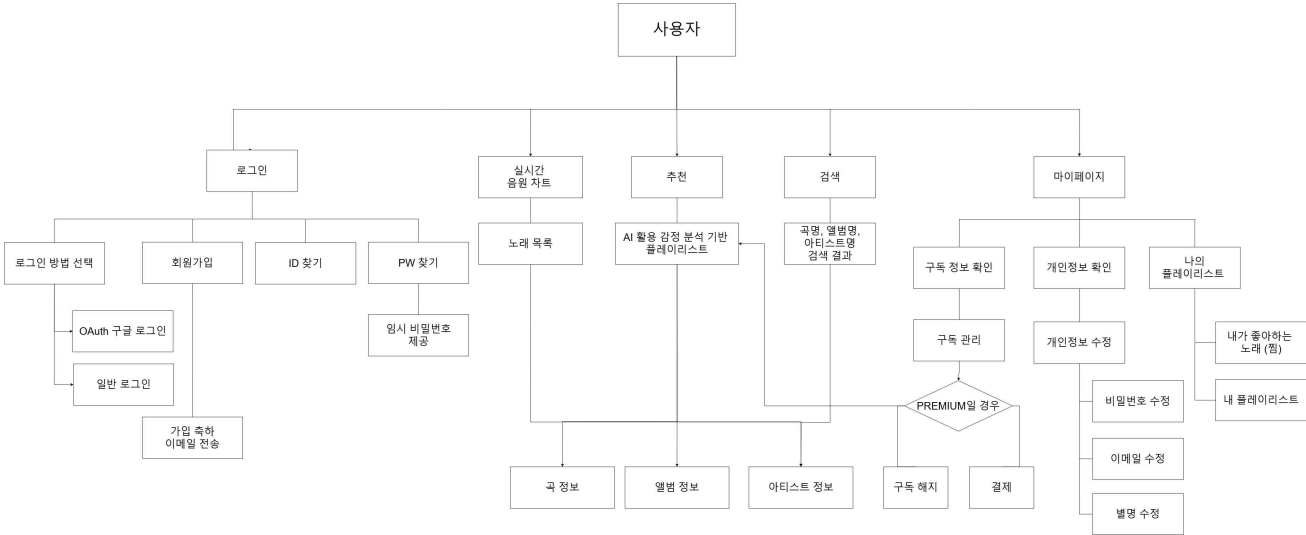 사용자
로그인
실시간
음원 차트
추천
검색
마이페이지
로그인 방법 선택
회원가입
ID 찾기
PW 찾기
노래 목록
AI 활용 감정 분석 기반
플레이리스트
곡명, 앨범명,
아티스트명
검색 결과
구독 정보 확인
개인정보 확인
나의
플레이리스트
OAuth 구글 로그인
일반 로그인
임시 비밀번호
제공
구독 관리
개인정보 수정
내가 좋아하는
노래 (찜)
내 플레이리스트
PREMIUM일 경우
비밀번호 수정
가입 축하
이메일 전송
이메일 수정
곡 정보
앨범 정보
아티스트 정보
구독 해지
결제
별명 수정